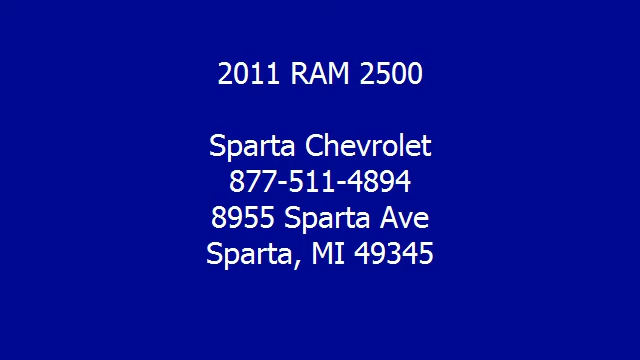 2011 RAM 2500
Sparta Chevrolet
877-511-4894
8955 Sparta Ave
Sparta, MI 49345